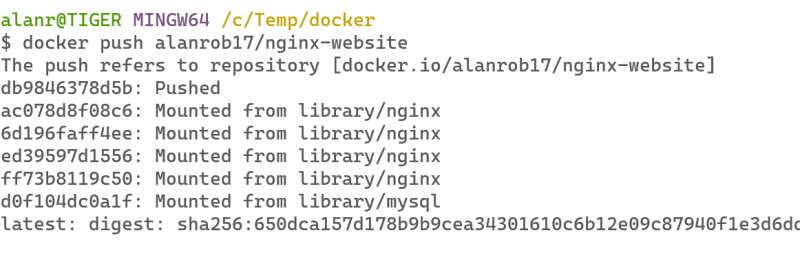 alanr@TIGER MINGW64 /c/Temp/docker
$ docker push alanrob17/nginx-website
The push refers to repository [docker.io/alanrob17/nginx-website]
db9846378d5b: Pushed
ac078d8f08c6: Mounted from library/nginx
6d196faff4ee: Mounted from library/nginx
ed39597d1556: Mounted from library/nginx
ff73b8119c50: Mounted from library/nginx
d0f104dc0a1f: Mounted from library/mysql
latest: digest: sha256:650dca157d178b9b9cea34301610c6b12e09c87940f1e3d6dd